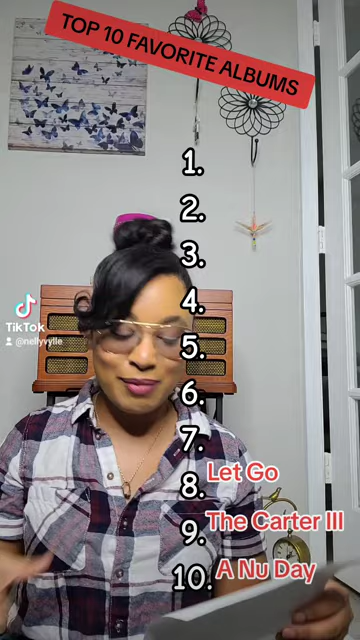 TOP 10 FAVORITE ALBUMS
1.
2.
3.
4.
TikTok
@nellyvylle
5.
6.
7.
8. Let Go
9. The Carter III
10. A Nu Day